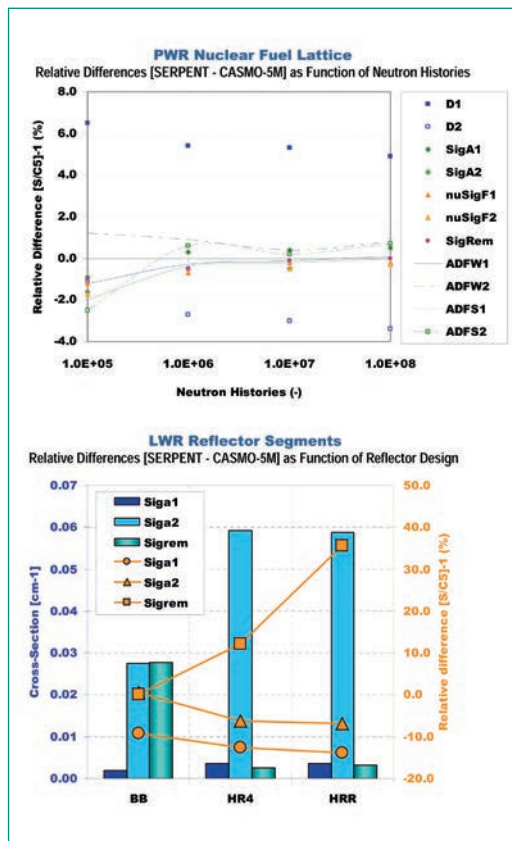 PWR Nuclear Fuel Lattice
Relative Differences [SERPENT - CASMO-5M] as Function of Neutron Histories
Relative Difference [S/C5]-1 (%)
8.0
6.0
4.0
2.0
0.0
-2.0
-4.0
1.0E+05 1.0E+06 1.0E+07 1.0E+08
Neutron Histories (-)
D1
D2
SigA1
SigA2
nuSigF1
nuSigF2
SigRem
ADFW1
ADFW2
ADFS1
ADFS2
LWR Reflector Segments
Relative Differences [SERPENT - CASMO-5M] as Function of Reflector Design
Cross-Section [cm-1]
0.07
0.06
0.05
0.04
0.03
0.02
0.01
0.00
Siga1
Siga2
Sigrem
Siga1
Siga2
Sigrem
BB HR4 HRR
50.0
40.0
30.0
20.0
10.0
0.0
-10.0
-20.0
Relative difference [S/C5]-1 (%)